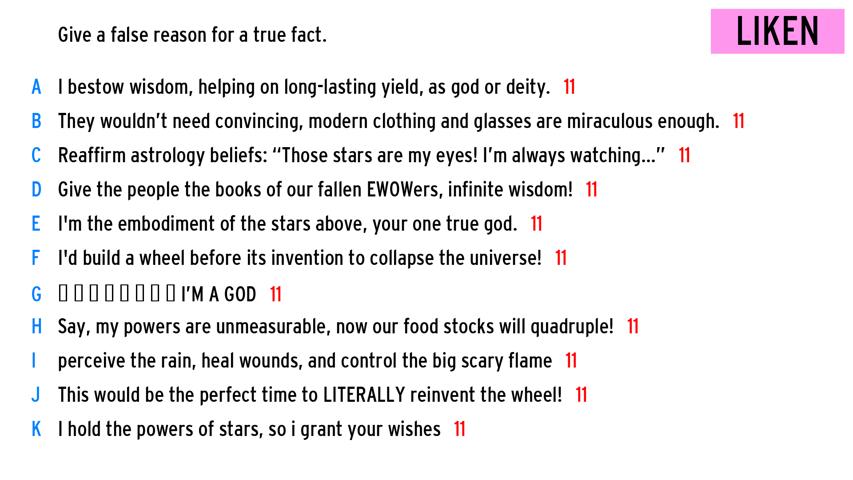 Give a false reason for a true fact.
LIKEN
A I bestow wisdom, helping on long-lasting yield, as god or deity. 11
B They wouldn't need convincing, modern clothing and glasses are miraculous enough. 11
C Reaffirm astrology beliefs: “Those stars are my eyes! I'm always watching...” 11
D Give the people the books of our fallen EWOWers, infinite wisdom! 11
E I'm the embodiment of the stars above, your one true god. 11
F I'd build a wheel before its invention to collapse the universe! 11
G I'M A GOD 11
H Say, my powers are unmeasurable, now our food stocks will quadruple! 11
I perceive the rain, heal wounds, and control the big scary flame 11
J This would be the perfect time to LITERALLY reinvent the wheel! 11
K I hold the powers of stars, so i grant your wishes 11